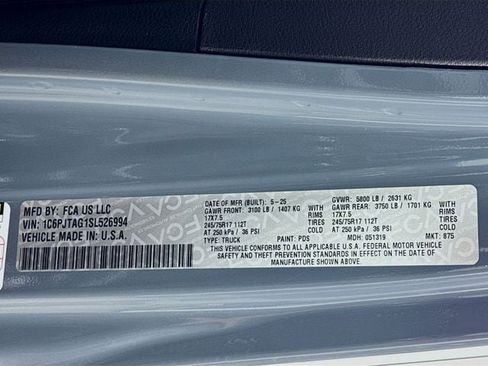 MFD BY: FCA US LLC
VIN: 1C6PJTAG1SL526994
VEHICLE MADE IN: U.S.A.
DATE OF MFR (BUILT): 5-25
GAWR FRONT: 3100 LB / 1407 KG
17X7.5 RIMS
245/75R17 112T TIRES
AT 250 kPa / 36 PSI COLD
TYPE: TRUCK PAINT: PDS
GVWR: 5800 LB / 2631 KG
GAWR REAR: 3750 LB / 1701 KG
17X7.5 RIMS
245/75R17 112T TIRES
AT 250 kPa / 36 PSI COLD
MDH: 051319 MKT: 875
THIS VEHICLE CONFORMS TO ALL APPLICABLE U.S.A. FEDERAL MOTOR VEHICLE
SAFETY AND THEFT PREVENTION STANDARDS IN EFFECT ON THE DATE OF
MANUFACTURE SHOWN ABOVE.